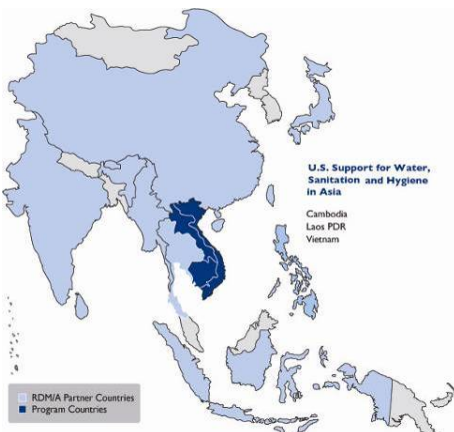 U.S. Support for Water,
Sanitation and Hygiene
in Asia
Cambodia
Laos PDR
Vietnam
RDM/A Partner Countries
Program Countries